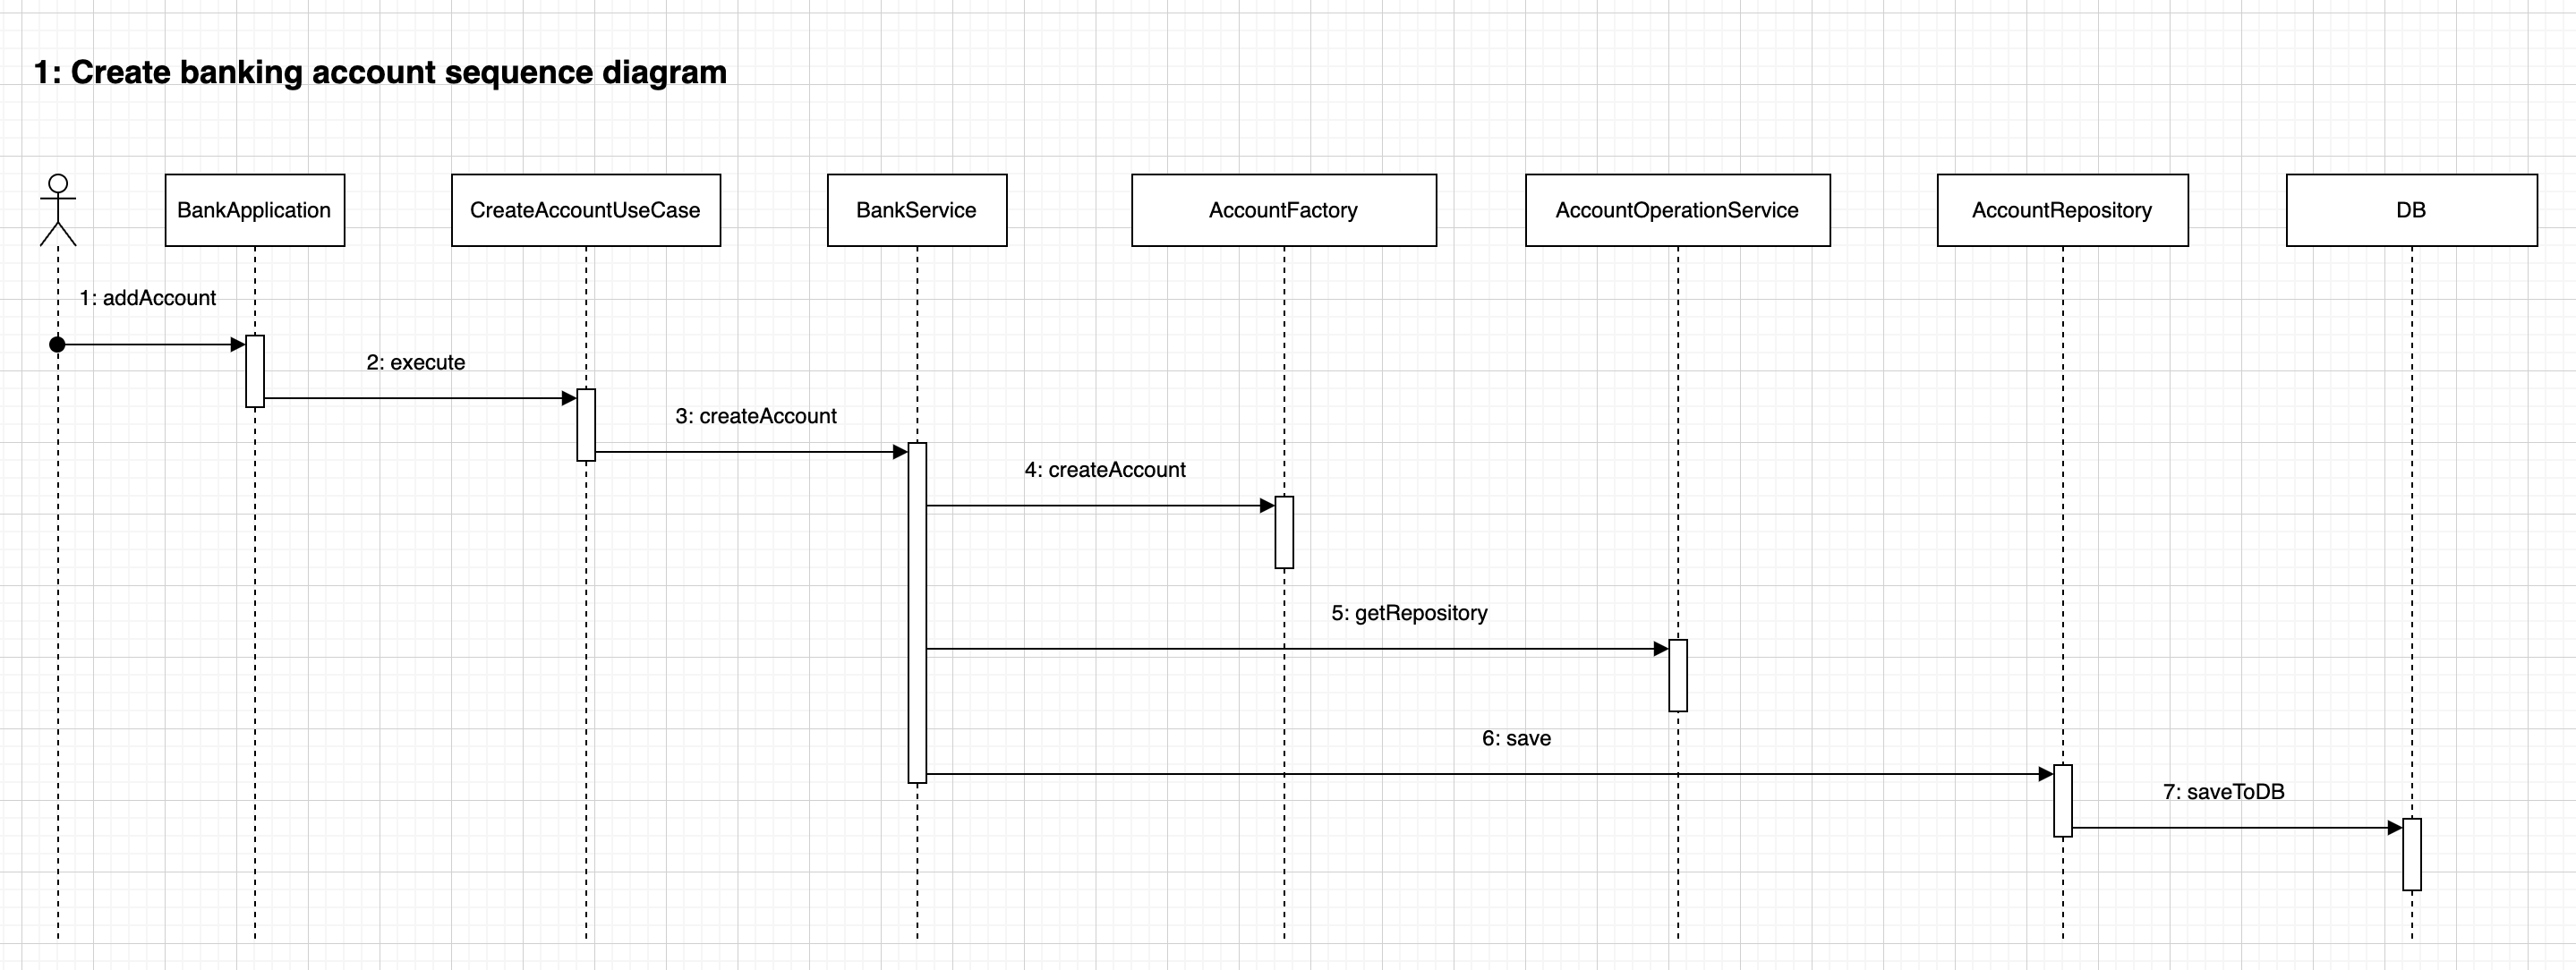 1: Create banking account sequence diagram
BankApplication
CreateAccountUseCase
BankService
AccountFactory
AccountOperationService
AccountRepository
DB
1: addAccount
2: execute
3: createAccount
4: createAccount
5: getRepository
6: save
7: saveToDB